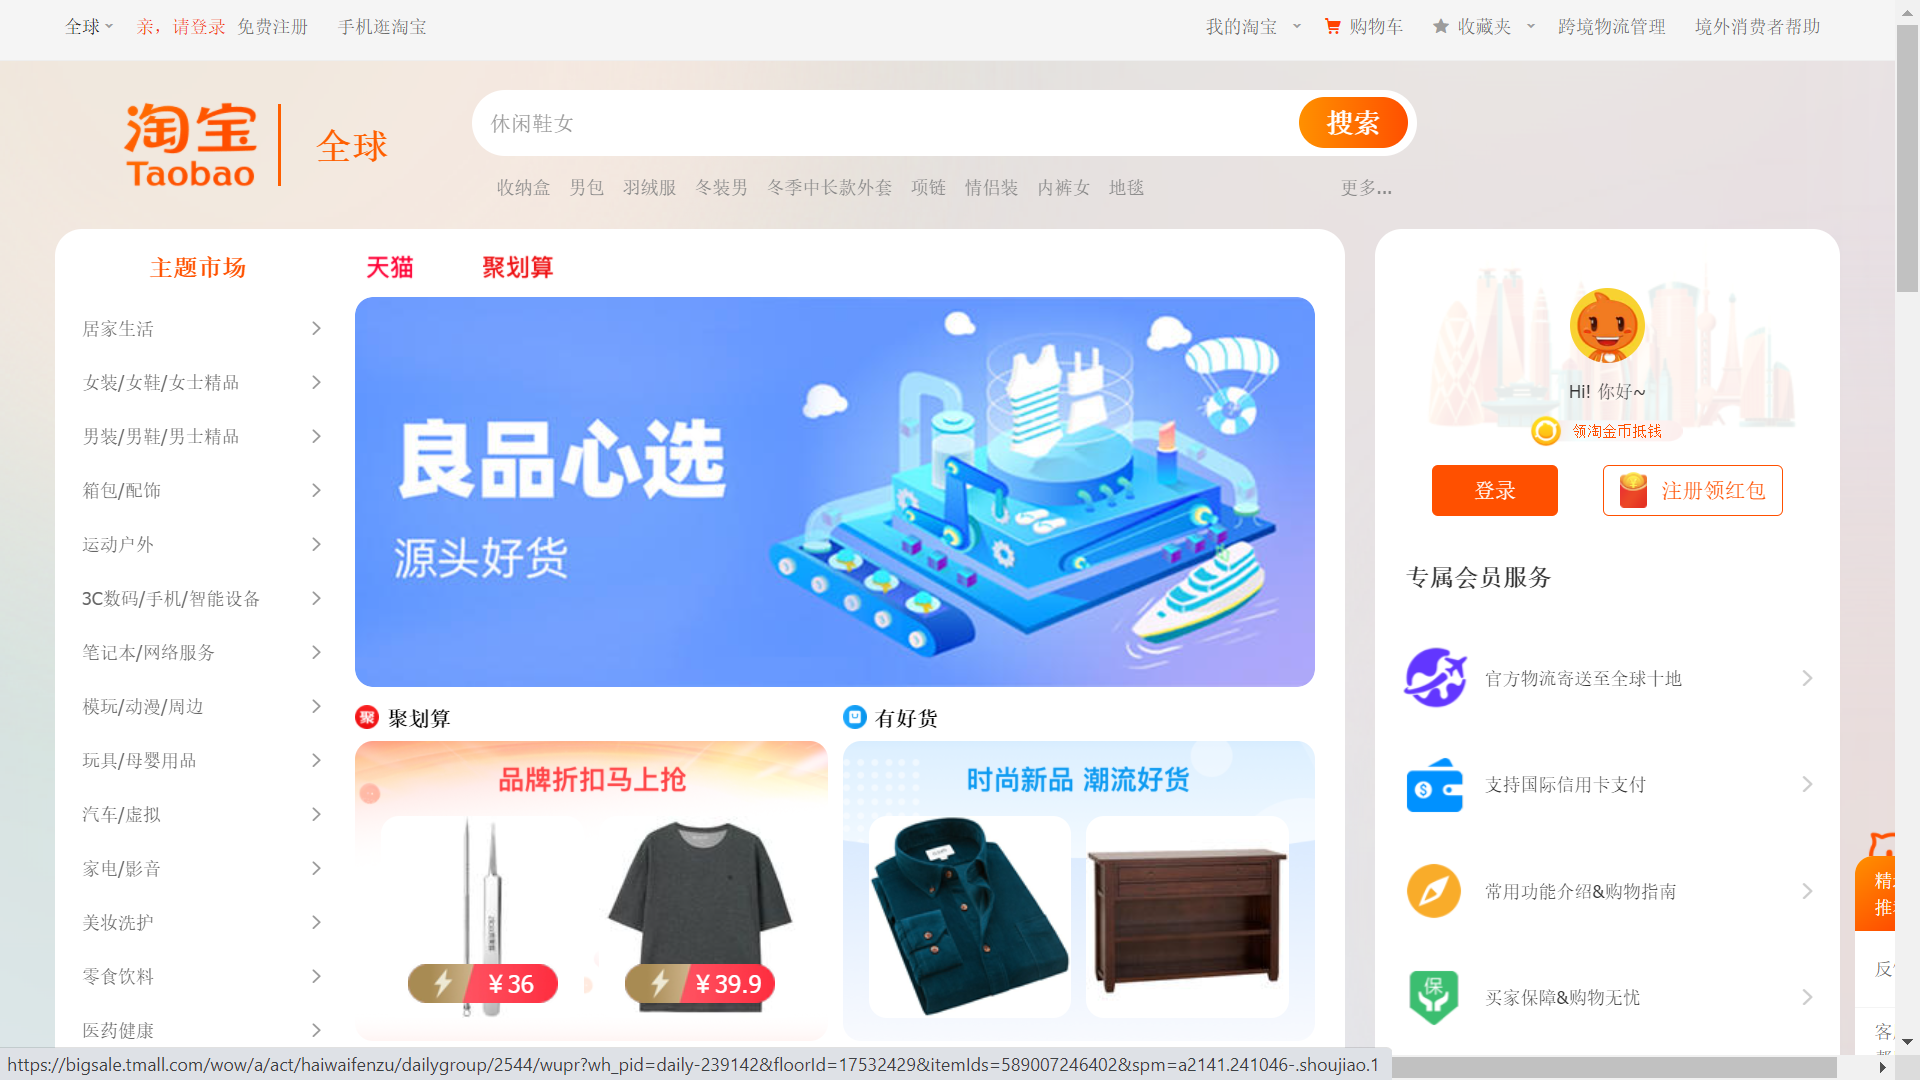 全球
亲，请登录 免费注册
手机逛淘宝
我的淘宝
购物车
收藏夹
跨境物流管理
境外消费者帮助
淘宝
Taobao
全球
休闲鞋女
搜索
收纳盒 男包 羽绒服 冬装男 冬季中长款外套 项链 情侣装 内裤女 地毯 更多...
主题市场
天猫
聚划算
居家生活
女装/女鞋/女士精品
男装/男鞋/男士精品
箱包/配饰
运动户外
3C数码/手机/智能设备
笔记本/网络服务
模玩/动漫/周边
玩具/母婴用品
汽车/虚拟
家电/影音
美妆洗护
零食饮料
医药健康
良品心选
源头好货
聚 聚划算
品牌折扣马上抢
¥36
¥39.9
有好货
时尚新品 潮流好货
Hi! 你好~
领淘金币抵钱
登录
注册领红包
专属会员服务
官方物流寄送至全球十地
支持国际信用卡支付
常用功能介绍&购物指南
保
买家保障&购物无忧
https://bigsale.tmall.com/wow/a/act/haiwaifenzu/dailygroup/2544/wupr?wh_pid=daily-239142&floorId=17532429&itemIds=589007246402&spm=a2141.241046-.shoujiao.1